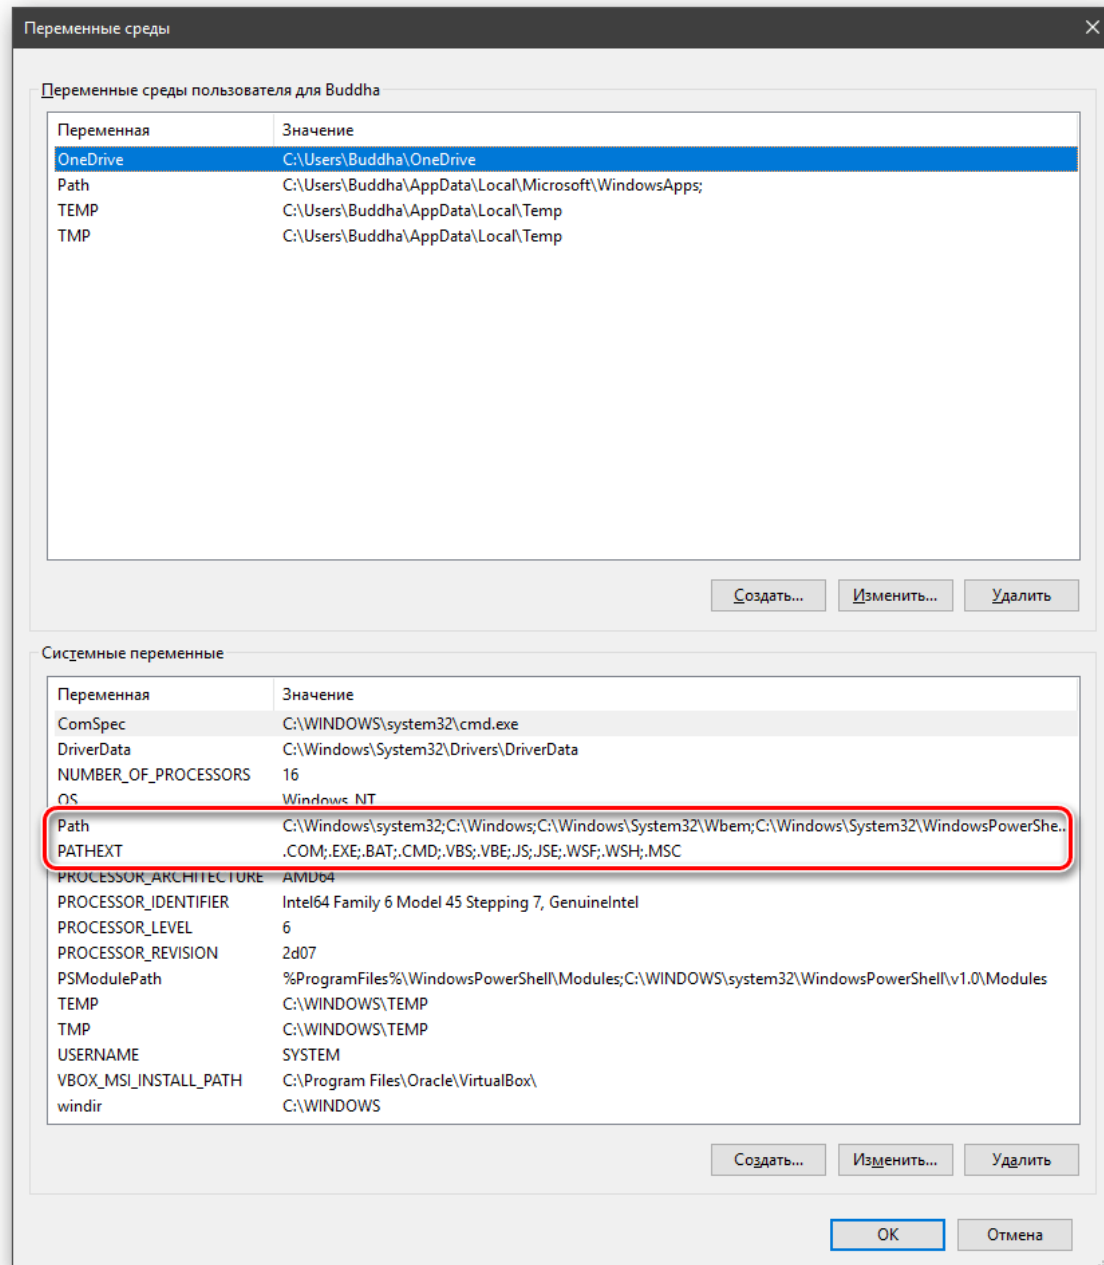 Переменные среды
Переменные среды пользователя для Buddha
Переменная Значение
OneDrive C:\Users\Buddha\OneDrive
Path C:\Users\Buddha\AppData\Local\Microsoft\WindowsApps;
TEMP C:\Users\Buddha\AppData\Local\Temp
TMP C:\Users\Buddha\AppData\Local\Temp
Создать... Изменить... Удалить
Системные переменные
Переменная Значение
ComSpec C:\WINDOWS\system32\cmd.exe
DriverData C:\Windows\System32\Drivers\DriverData
NUMBER_OF_PROCESSORS 16
OS Windows_NT
Path C:\Windows\system32;C:\Windows;C:\Windows\System32\Wbem;C:\Windows\System32\WindowsPowerShe...
PATHEXT .COM;.EXE;.BAT;.CMD;.VBS;.VBE;.JS;.JSE;.WSF;.WSH;.MSC
PROCESSOR_ARCHITECTURE AMD64
PROCESSOR_IDENTIFIER Intel64 Family 6 Model 45 Stepping 7, GenuineIntel
PROCESSOR_LEVEL 6
PROCESSOR_REVISION 2d07
PSModulePath %ProgramFiles%\WindowsPowerShell\Modules;C:\WINDOWS\system32\WindowsPowerShell\v1.0\Modules
TEMP C:\WINDOWS\TEMP
TMP C:\WINDOWS\TEMP
USERNAME SYSTEM
VBOX_MSI_INSTALL_PATH C:\Program Files\Oracle\VirtualBox\
windir C:\WINDOWS
Создать... Изменить... Удалить
OK Отмена